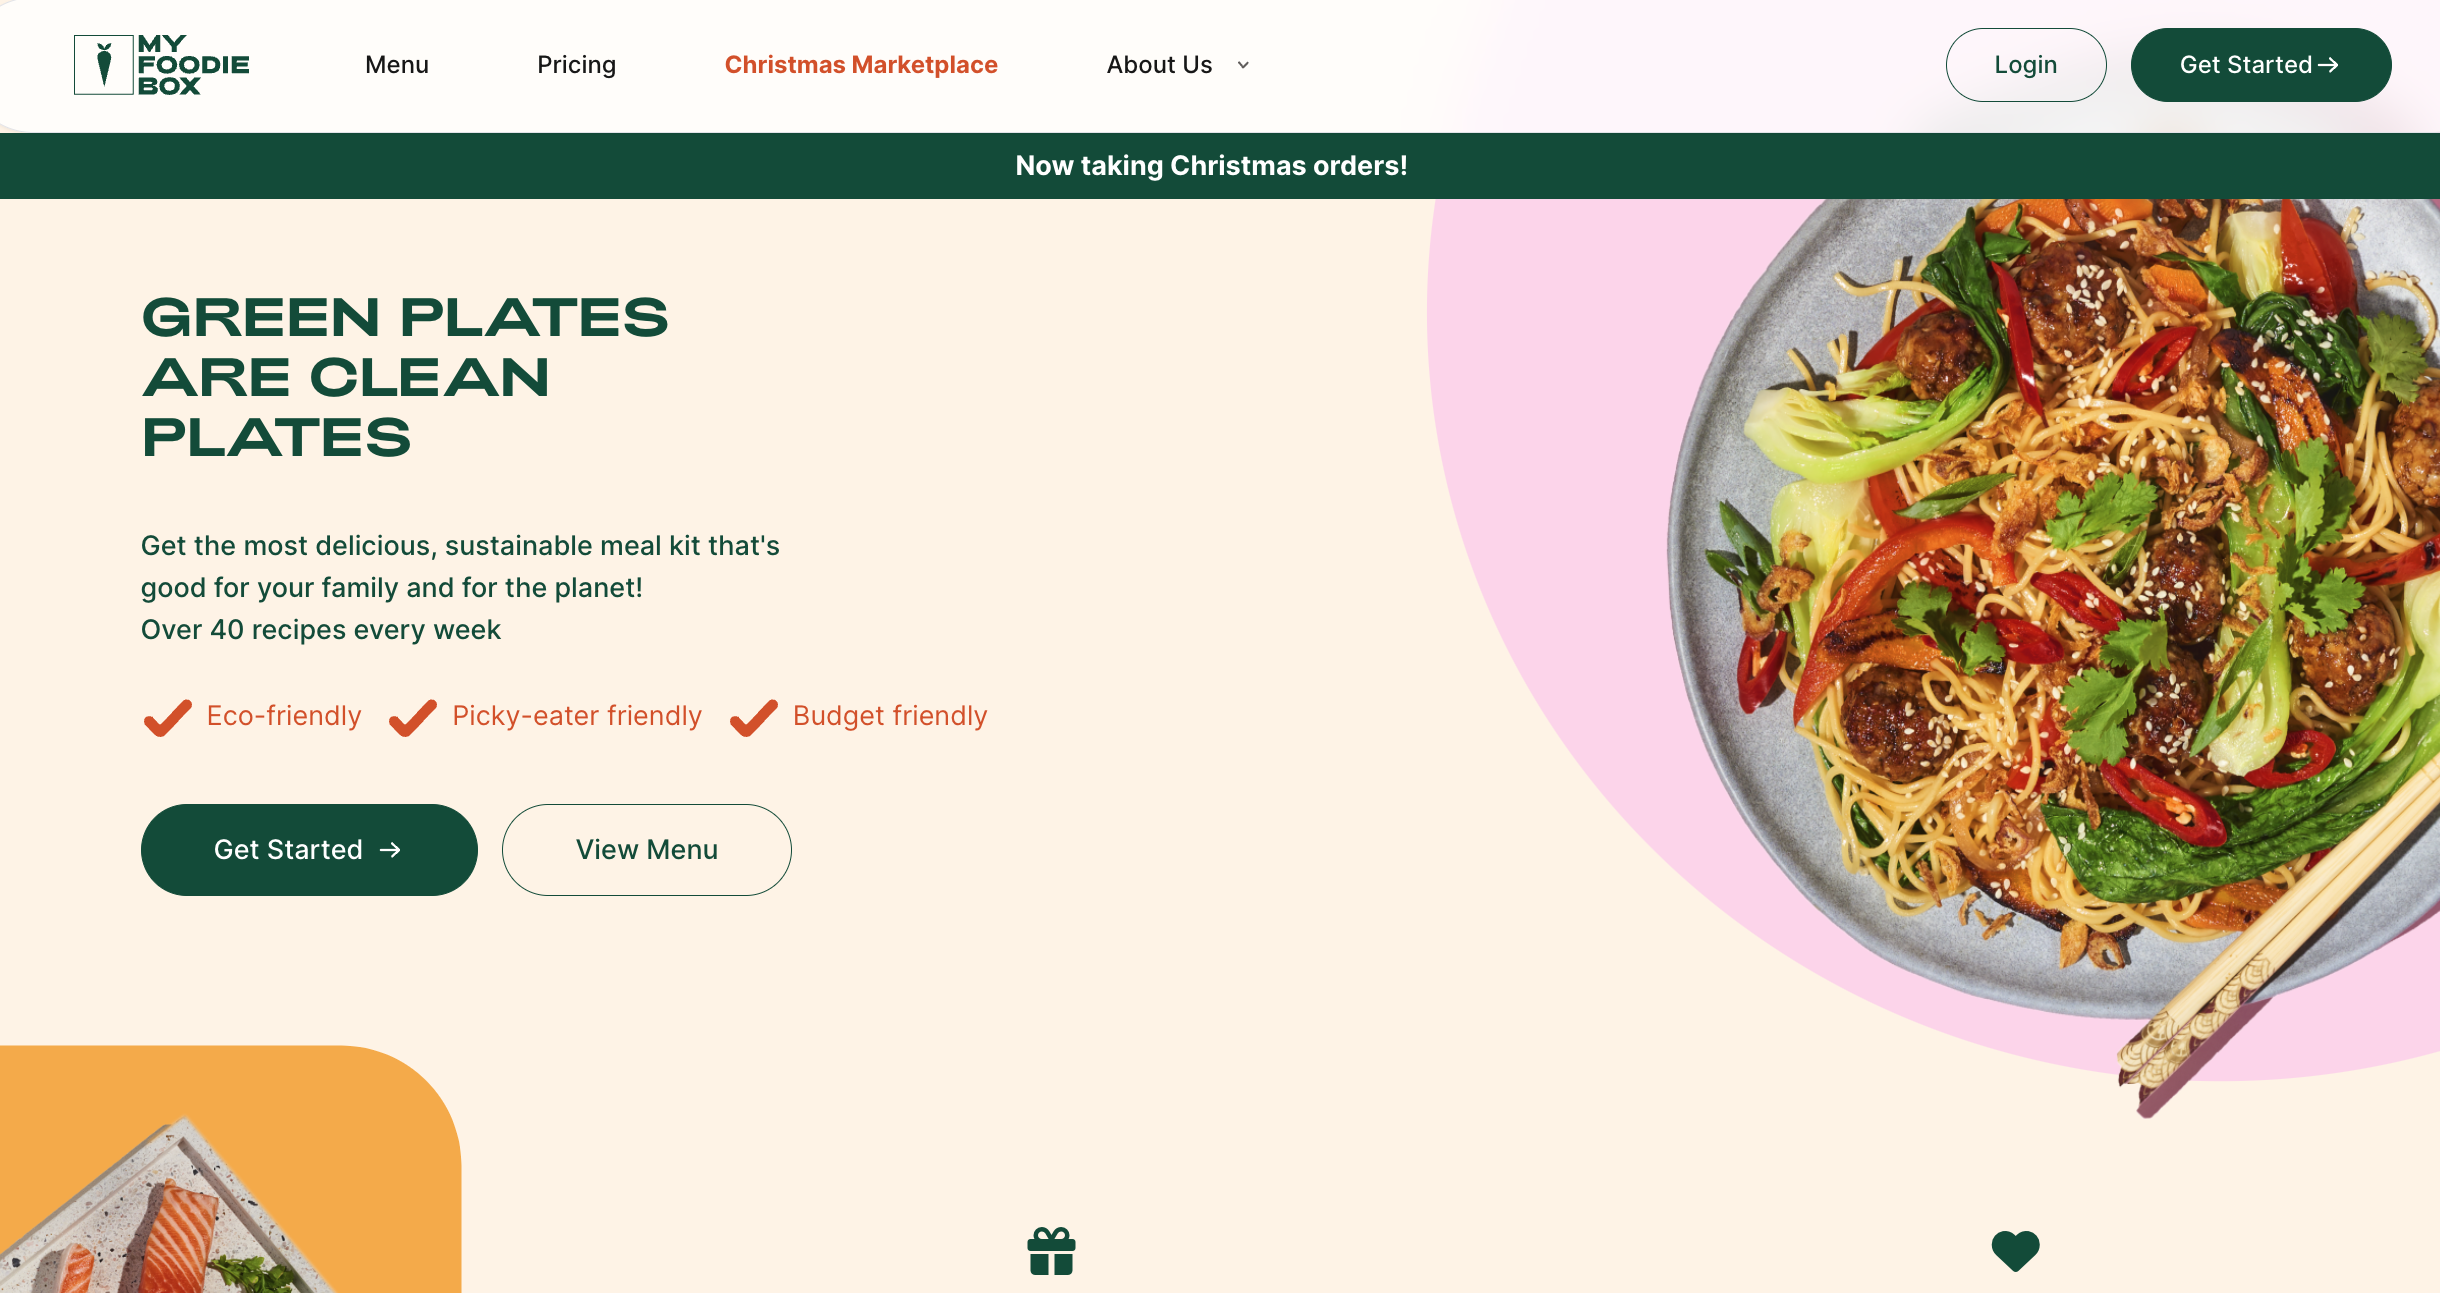 MY
FOODIE
BOX
Menu
Pricing
Christmas Marketplace
About Us
Login
Get Started
Now taking Christmas orders!
GREEN PLATES
ARE CLEAN
PLATES
Get the most delicious, sustainable meal kit that's
good for your family and for the planet!
Over 40 recipes every week
Eco-friendly
Picky-eater friendly
Budget friendly
Get Started
View Menu